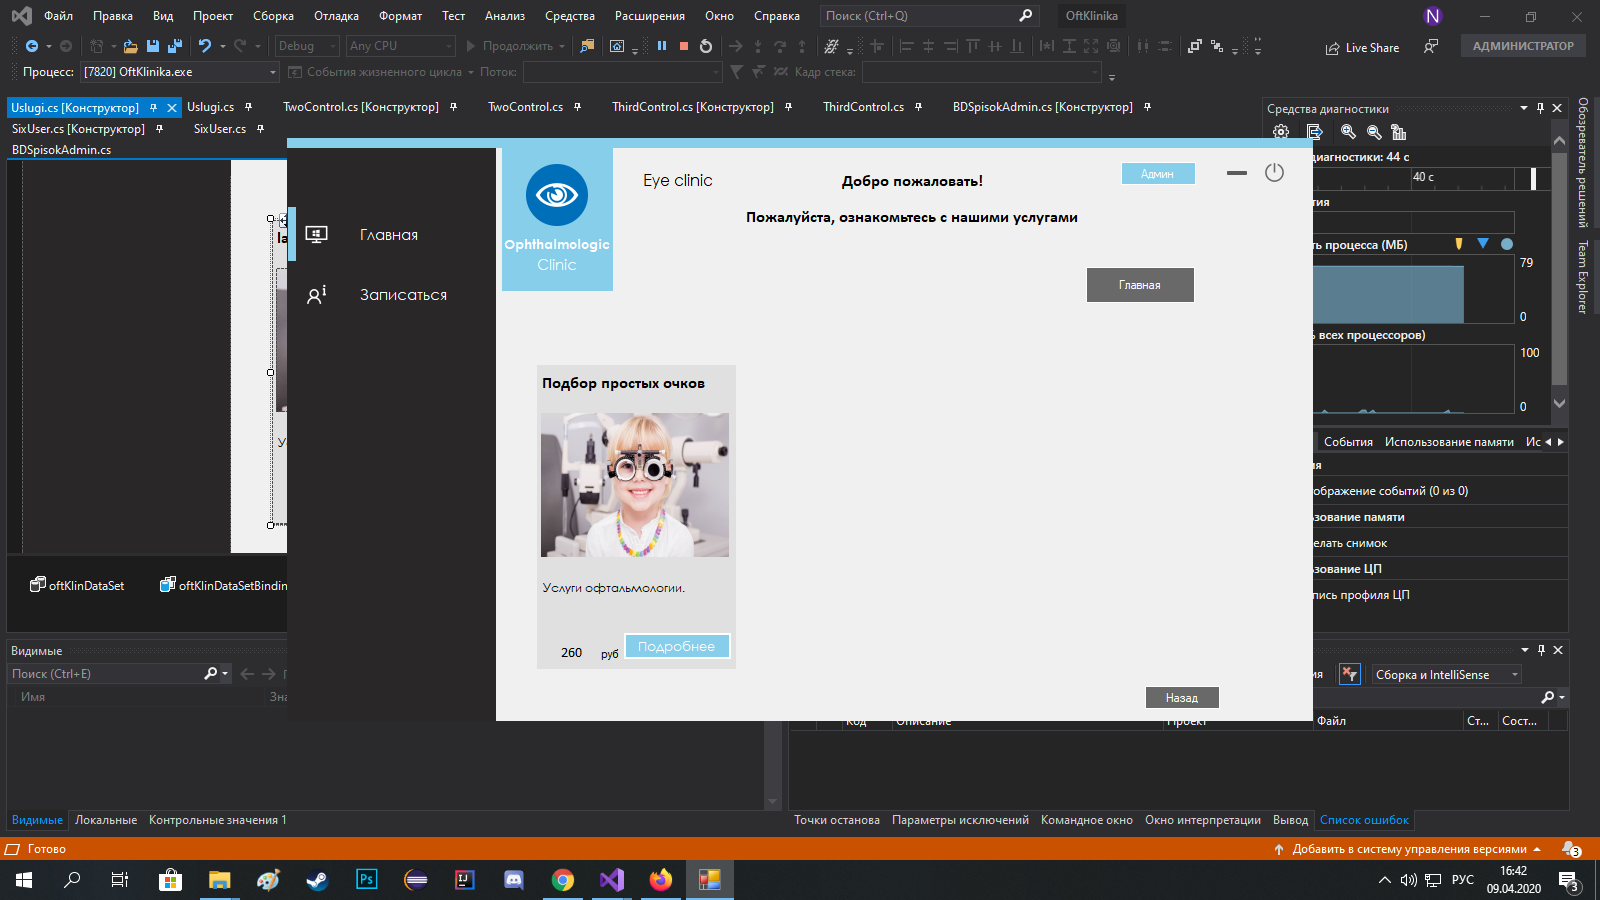 Файл Правка Вид Проект Сборка Отладка Формат Тест Анализ Средства Расширения Окно Справка Поиск (Ctrl+Q) OftKlinika N
Debug Any CPU Продолжить Live Share АДМИНИСТРАТОР
Процесс: [7820] OftKlinika.exe События жизненного цикла Поток: Кадр стека:
Uslugi.cs [Конструктор] Uslugi.cs TwoControl.cs [Конструктор] TwoControl.cs ThirdControl.cs [Конструктор] ThirdControl.cs BDSpisokAdmin.cs [Конструктор]
SixUser.cs [Конструктор] SixUser.cs
BDSpisokAdmin.cs
Средства диагностики
Обозреватель решений
Team Explorer
диагностики: 44 с
40 с
ть процесса (МБ)
79
0
всех процессоров)
100
0
События Использование памяти Ис
ображение событий (0 из 0)
ьзование памяти
елать снимок
ьзование ЦП
пись профиля ЦП
Главная
Записаться
Ophthalmologic
Clinic
Eye clinic
Добро пожаловать!
Админ
Пожалуйста, ознакомьтесь с нашими услугами
Главная
Подбор простых очков
Услуги офтальмологии.
260 руб Подробнее
Назад
oftKlinDataSet oftKlinDataSetBindin
Видимые
Поиск (Ctrl+E)
Имя Зна
Сборка и IntelliSense
Код Описание Проект Файл Ст... Сост...
Видимые Локальные Контрольные значения 1
Точки останова Параметры исключений Командное окно Окно интерпретации Вывод Список ошибок
Готово
Добавить в систему управления версиями 3
Ps IJ РУС 16:42
09.04.2020 3